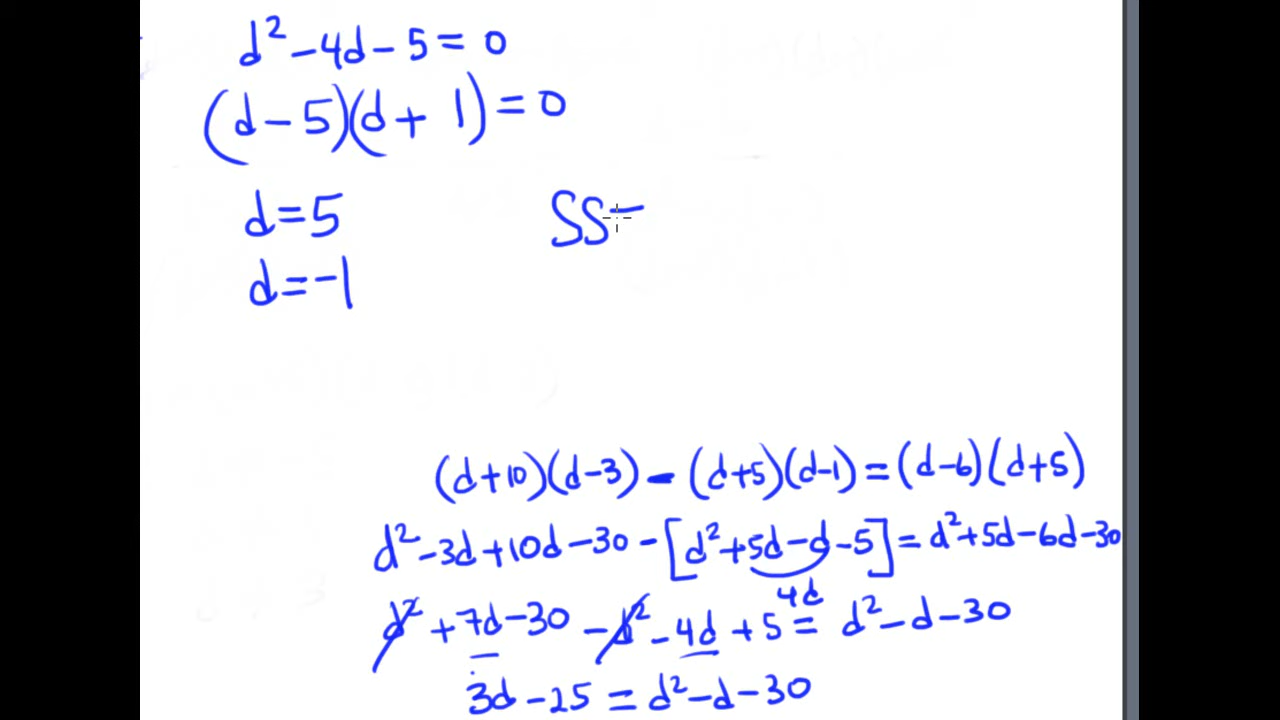 d² - 4d - 5 = 0
(d - 5)(d + 1) = 0
d = 5
SS
d = -1
(d+10)(d-3) - (d+5)(d-1) = (d-6)(d+5)
d² - 3d + 10d - 30 - [d² + 5d - d - 5] = d² + 5d - 6d - 30
4d
d² + 7d - 30 - d² - 4d + 5 = d² - d - 30
3d - 25 = d² - d - 30